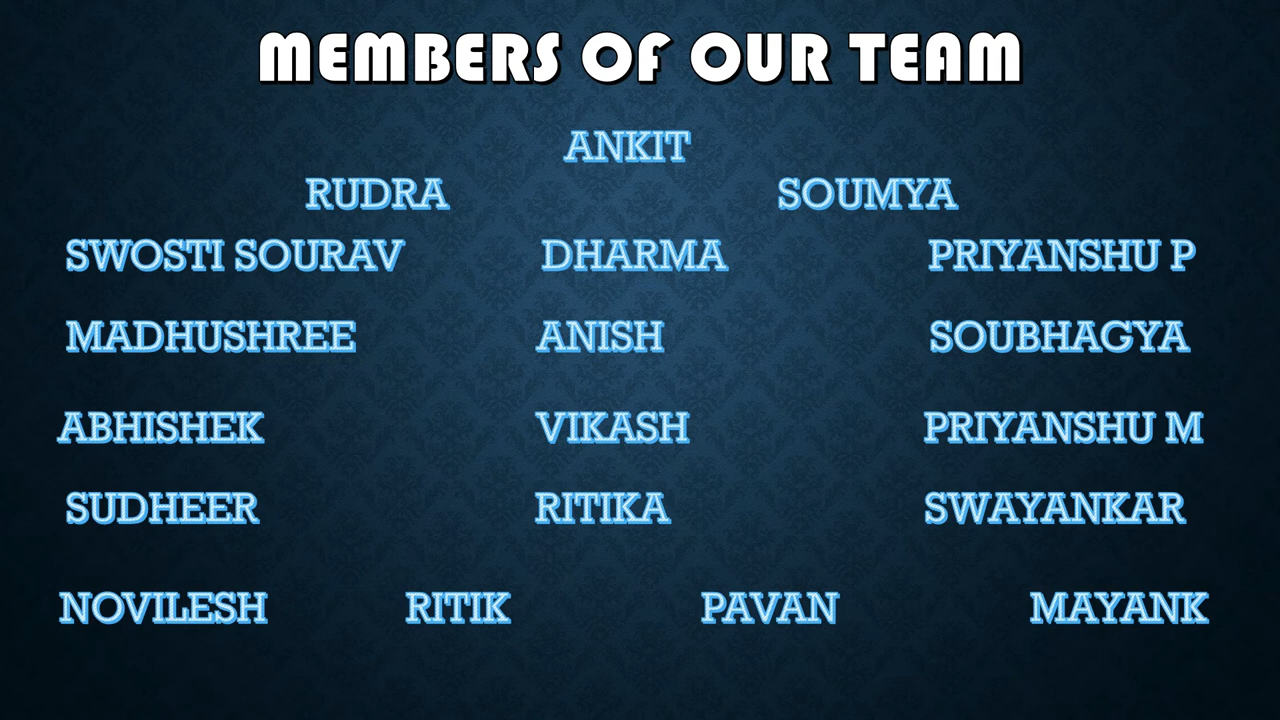 MEMBERS OF OUR TEAM
ANKIT
RUDRA SOUMYA
SWOSTI SOURAV DHARMA PRIYANSHU P
MADHUSHREE ANISH SOUBHAGYA
ABHISHEK VIKASH PRIYANSHU M
SUDHEER RITIKA SWAYANKAR
NOVILESH RITIK PAVAN MAYANK